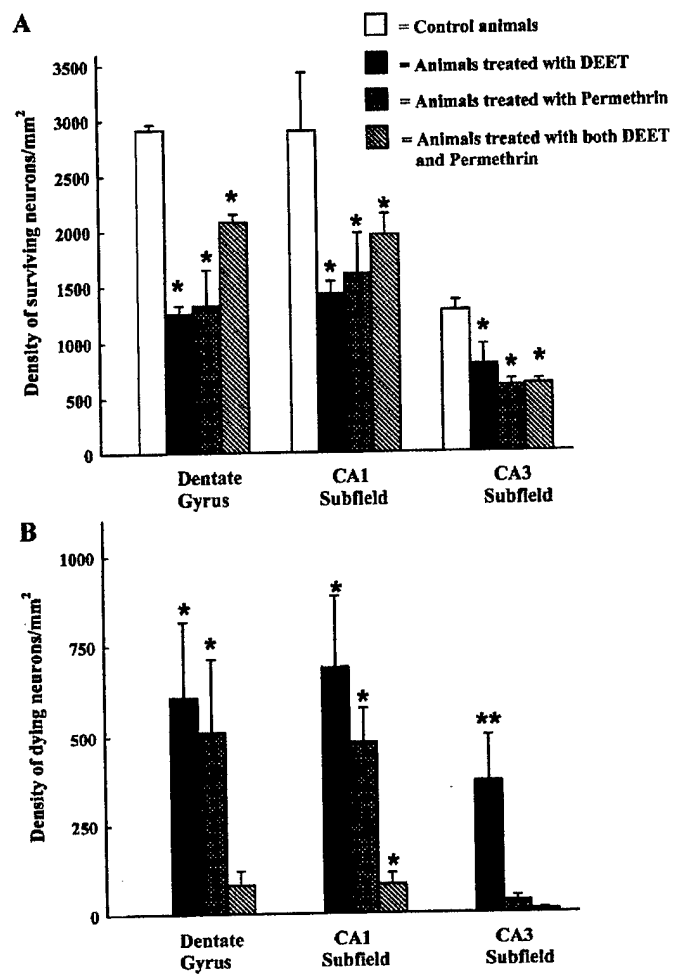 A
= Control animals
= Animals treated with DEET
= Animals treated with Permethrin
= Animals treated with both DEET
and Permethrin
Density of surviving neurons/mm²
3500
3000
2500
2000
1500
1000
500
0
* * *
* * *
* * *
Dentate
Gyrus
CA1
Subfield
CA3
Subfield
B
Density of dying neurons/mm²
1000
750
500
250
0
* *
* * *
**
Dentate
Gyrus
CA1
Subfield
CA3
Subfield